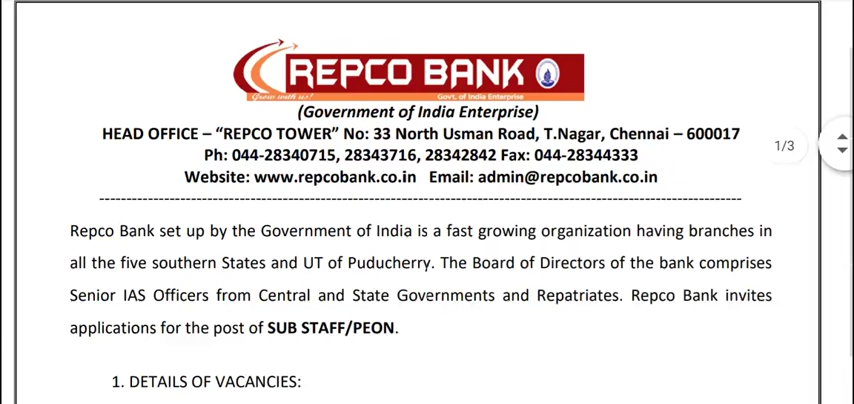 REPCO BANK
Grow with us! Govt. of India Enterprise
(Government of India Enterprise)
HEAD OFFICE – “REPCO TOWER” No: 33 North Usman Road, T.Nagar, Chennai – 600017
1/3
Ph: 044-28340715, 28343716, 28342842 Fax: 044-28344333
Website: www.repcobank.co.in Email: admin@repcobank.co.in
Repco Bank set up by the Government of India is a fast growing organization having branches in
all the five southern States and UT of Puducherry. The Board of Directors of the bank comprises
Senior IAS Officers from Central and State Governments and Repatriates. Repco Bank invites
applications for the post of SUB STAFF/PEON.
1. DETAILS OF VACANCIES: